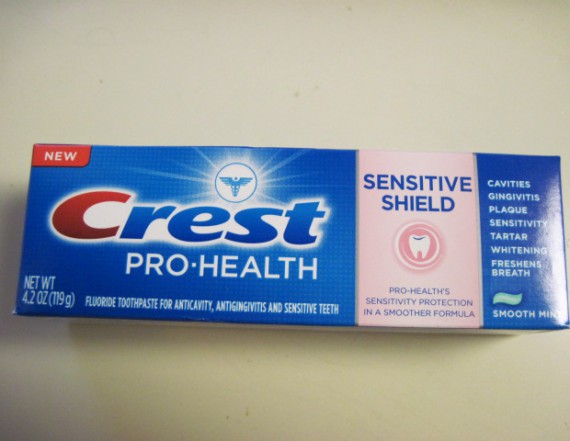 NEW
Crest
PRO·HEALTH
NET WT
4.2 OZ (119g)
FLUORIDE TOOTHPASTE FOR ANTICAVITY, ANTIGINGIVITIS AND SENSITIVE TEETH
SENSITIVE
SHIELD
PRO-HEALTH'S
SENSITIVITY PROTECTION
IN A SMOOTHER FORMULA
CAVITIES
GINGIVITIS
PLAQUE
SENSITIVITY
TARTAR
WHITENING
FRESHENS
BREATH
SMOOTH MINT